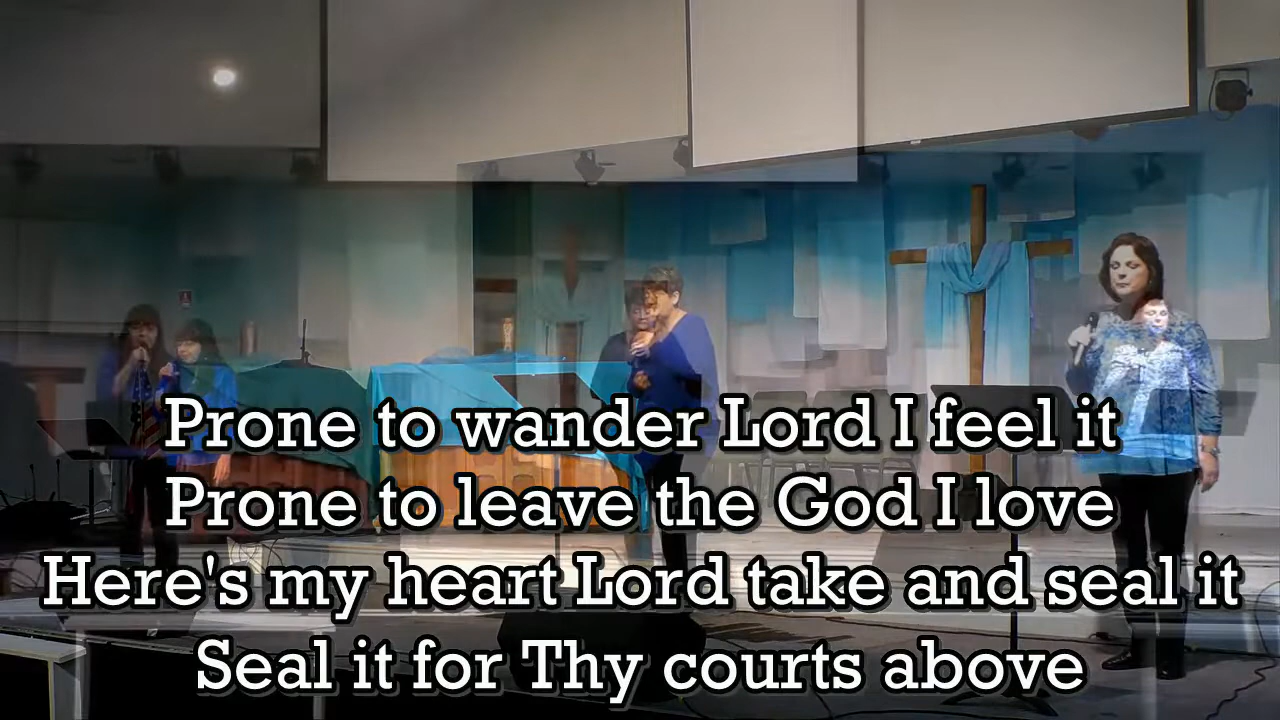 Prone to wander Lord I feel it
Prone to leave the God I love
Here's my heart Lord take and seal it
Seal it for Thy courts above